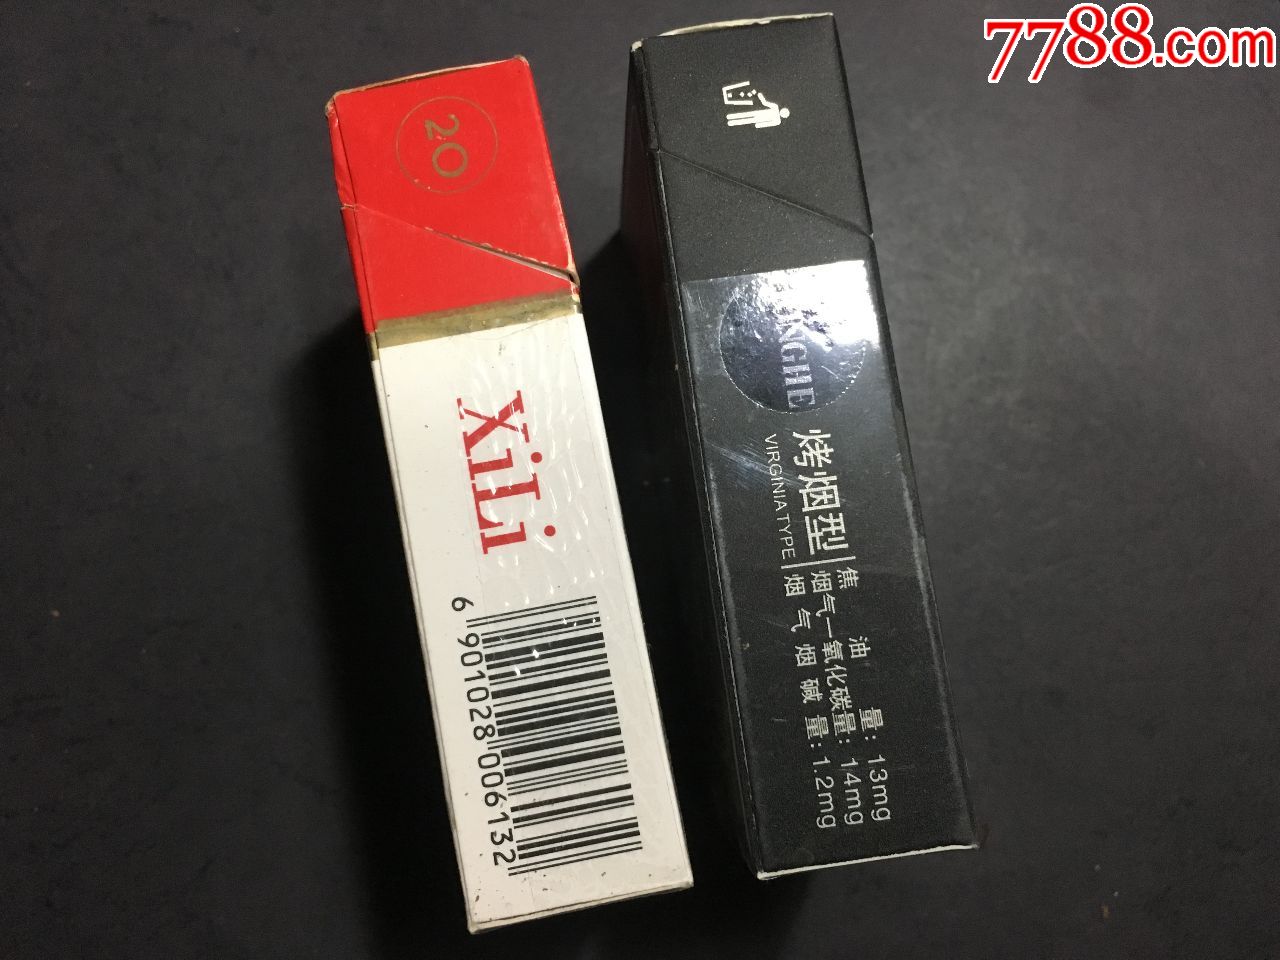 7788.com
20
XiLi
6 901028 006132
NGHE
烤烟型
VIRGINIA TYPE
焦油量: 13mg
烟气一氧化碳量: 14mg
烟气烟碱量: 1.2mg